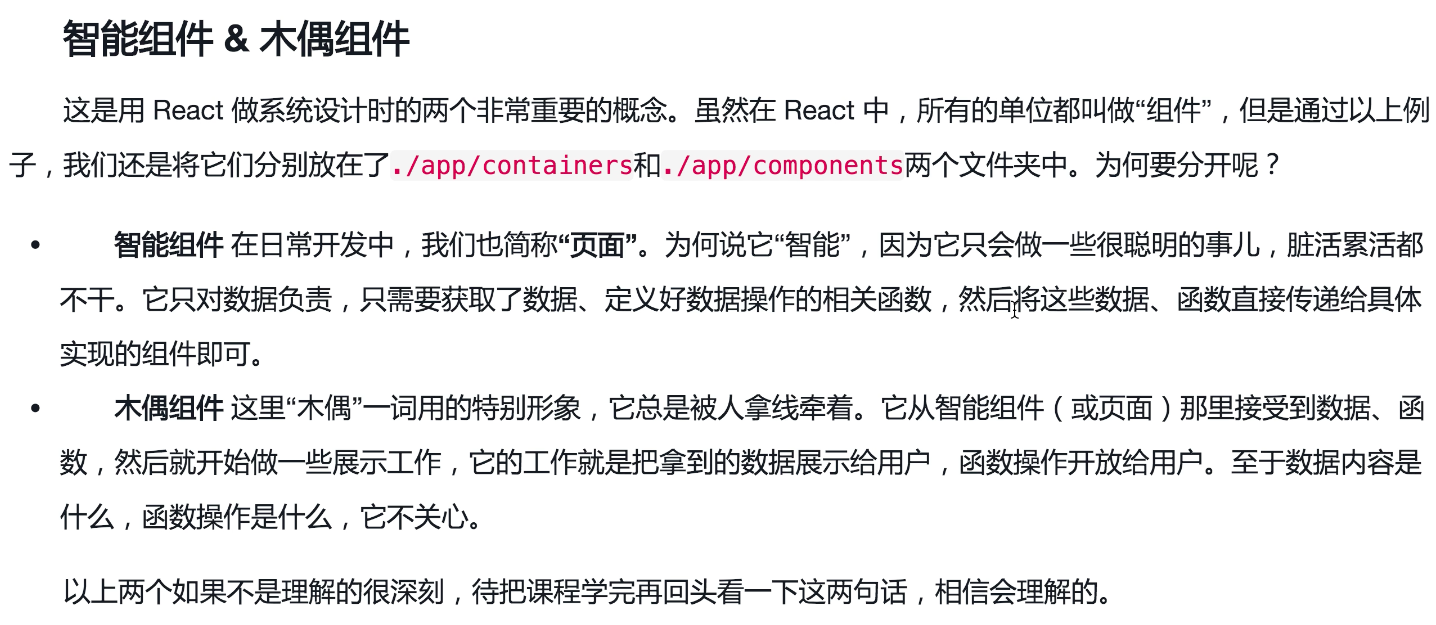 智能组件 & 木偶组件
这是用 React 做系统设计时的两个非常重要的概念。虽然在 React 中，所有的单位都叫做“组件”，但是通过以上例
子，我们还是将它们分别放在了./app/containers和./app/components两个文件夹中。为何要分开呢？
• 智能组件 在日常开发中，我们也简称“页面”。为何说它“智能”，因为它只会做一些很聪明的事儿，脏活累活都
不干。它只对数据负责，只需要获取了数据、定义好数据操作的相关函数，然后将这些数据、函数直接传递给具体
实现的组件即可。
• 木偶组件 这里“木偶”一词用的特别形象，它总是被人拿线牵着。它从智能组件（或页面）那里接受到数据、函
数，然后就开始做一些展示工作，它的工作就是把拿到的数据展示给用户，函数操作开放给用户。至于数据内容是
什么，函数操作是什么，它不关心。
以上两个如果不是理解的很深刻，待把课程学完再回头看一下这两句话，相信会理解的。